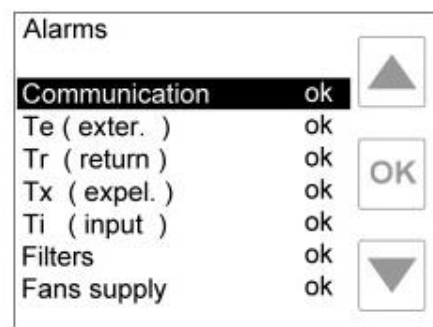 Alarms
Communication ok
Te ( exter. ) ok
Tr ( return ) ok
Tx ( expel. ) ok
Ti ( input ) ok
Filters ok
Fans supply ok
OK